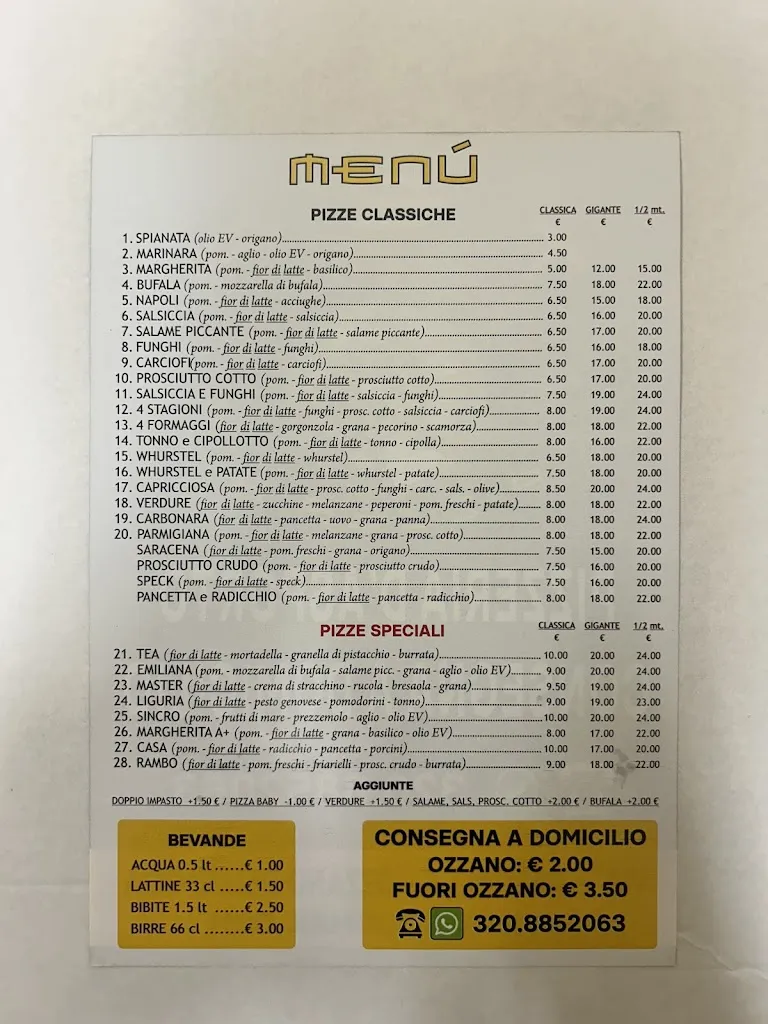 MENÚ
PIZZE CLASSICHE CLASSICA € GIGANTE € 1/2 mt. €
1. SPIANATA (olio EV - origano) 3.00
2. MARINARA (pom. - aglio - olio EV - origano) 4.50
3. MARGHERITA (pom. - fior di latte - basilico) 5.00 12.00 15.00
4. BUFALA (pom. - mozzarella di bufala) 7.50 18.00 22.00
5. NAPOLI (pom. - fior di latte - acciughe) 6.50 15.00 18.00
6. SALSICCIA (pom. - fior di latte - salsiccia) 6.50 16.00 20.00
7. SALAME PICCANTE (pom. - fior di latte - salame piccante) 6.50 17.00 20.00
8. FUNGHI (pom. - fior di latte - funghi) 6.50 16.00 18.00
9. CARCIOFI(pom. - fior di latte - carciofi) 6.50 17.00 20.00
10. PROSCIUTTO COTTO (pom. - fior di latte - prosciutto cotto) 6.50 17.00 20.00
11. SALSICCIA E FUNGHI (pom. - fior di latte - salsiccia - funghi) 7.50 19.00 24.00
12. 4 STAGIONI (pom. - fior di latte - funghi - prosc. cotto - salsiccia - carciofi) 8.00 19.00 24.00
13. 4 FORMAGGI (fior di latte - gorgonzola - grana - pecorino - scamorza) 8.00 18.00 22.00
14. TONNO e CIPOLLOTTO (pom. - fior di latte - tonno - cipolla) 8.00 16.00 22.00
15. WHURSTEL (pom. - fior di latte - whurstel) 6.50 18.00 20.00
16. WHURSTEL e PATATE (pom. - fior di latte - whurstel - patate) 7.50 18.00 20.00
17. CAPRICCIOSA (pom. - fior di latte - prosc. cotto - funghi - carc. - sals. - olive) 8.50 20.00 24.00
18. VERDURE (fior di latte - zucchine - melanzane - peperoni - pom. freschi - patate) 8.00 18.00 22.00
19. CARBONARA (fior di latte - pancetta - uovo - grana - panna) 8.00 18.00 24.00
20. PARMIGIANA (pom. - fior di latte - melanzane - grana - prosc. cotto) 8.00 18.00 22.00
SARACENA (fior di latte - pom. freschi - grana - origano) 7.50 15.00 20.00
PROSCIUTTO CRUDO (pom. - fior di latte - prosciutto crudo) 7.50 16.00 20.00
SPECK (pom. - fior di latte - speck) 7.50 16.00 20.00
PANCETTA e RADICCHIO (pom. - fior di latte - pancetta - radicchio) 8.00 18.00 22.00
PIZZE SPECIALI CLASSICA € GIGANTE € 1/2 mt. €
21. TEA (fior di latte - mortadella - granella di pistacchio - burrata) 10.00 20.00 24.00
22. EMILIANA (pom. - mozzarella di bufala - salame picc. - grana - aglio - olio EV) 9.00 20.00 24.00
23. MASTER (fior di latte - crema di stracchino - rucola - bresaola - grana) 9.50 19.00 24.00
24. LIGURIA (fior di latte - pesto genovese - pomodorini - tonno) 9.00 19.00 23.00
25. SINCRO (pom. - frutti di mare - prezzemolo - aglio - olio EV) 10.00 20.00 24.00
26. MARGHERITA A+ (pom. - fior di latte - grana - basilico - olio EV) 8.00 17.00 22.00
27. CASA (pom. - fior di latte - radicchio - pancetta - porcini) 10.00 17.00 20.00
28. RAMBO (fior di latte - pom. freschi - friarielli - prosc. crudo - burrata) 9.00 18.00 22.00
AGGIUNTE
DOPPIO IMPASTO +1.50 € / PIZZA BABY -1.00 € / VERDURE +1.50 € / SALAME, SALS, PROSC. COTTO +2.00 € / BUFALA +2.00 €
BEVANDE
ACQUA 0.5 lt ......€ 1.00
LATTINE 33 cl ......€ 1.50
BIBITE 1.5 lt ......€ 2.50
BIRRE 66 cl ........€ 3.00
CONSEGNA A DOMICILIO
OZZANO: € 2.00
FUORI OZZANO: € 3.50
320.8852063